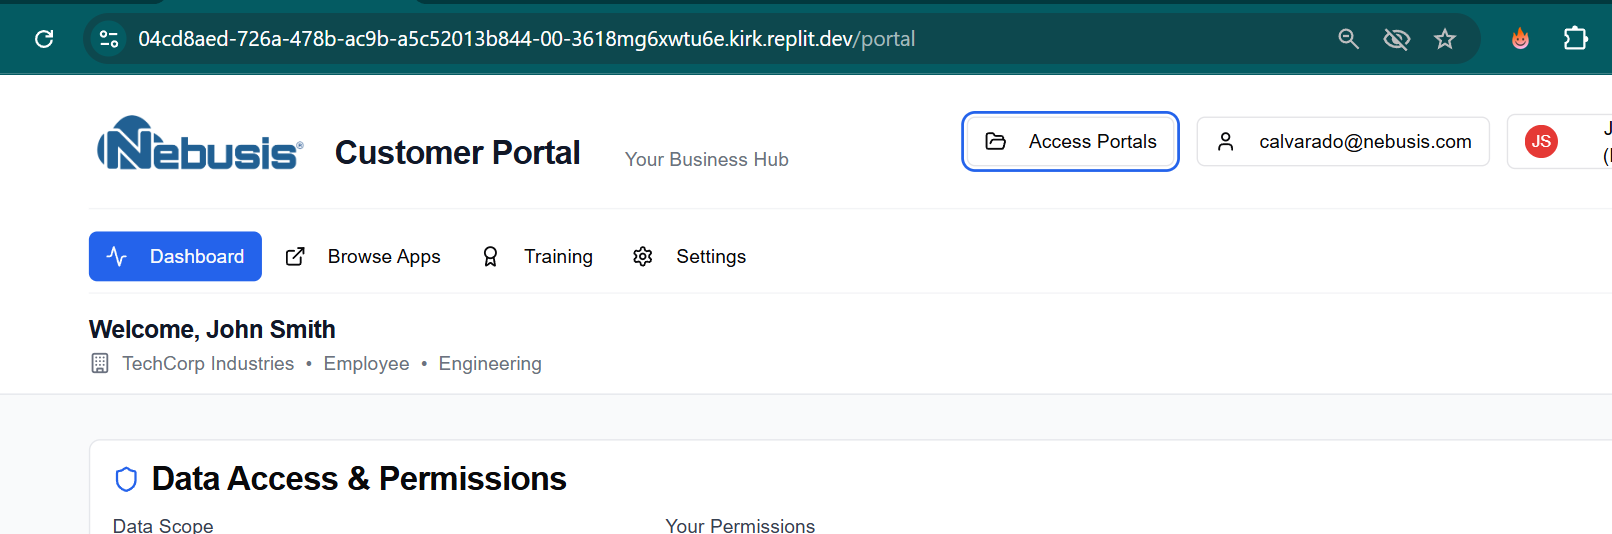 04cd8aed-726a-478b-ac9b-a5c52013b844-00-3618mg6xwtu6e.kirk.replit.dev/portal
Nebusis® Customer Portal Your Business Hub Access Portals calvarado@nebusis.com JS
Dashboard Browse Apps Training Settings
Welcome, John Smith
TechCorp Industries • Employee • Engineering
Data Access & Permissions
Data Scope Your Permissions